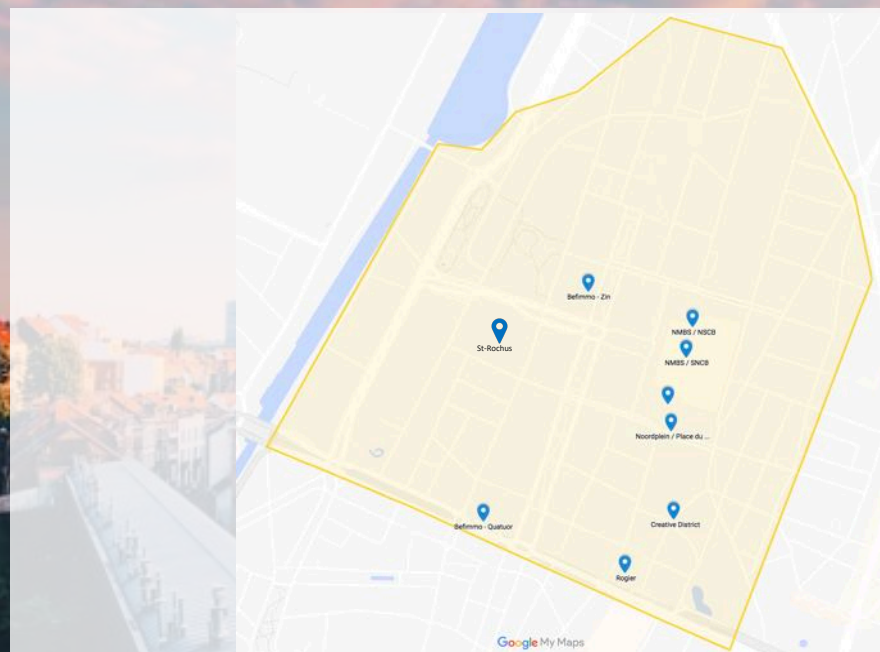 Befimmo - Zin
NMBS / NSCB
St-Rochus
NMBS / SNCB
Noordplein / Place du ...
Creative District
Befimmo - Quatuor
Rogier
Google My Maps